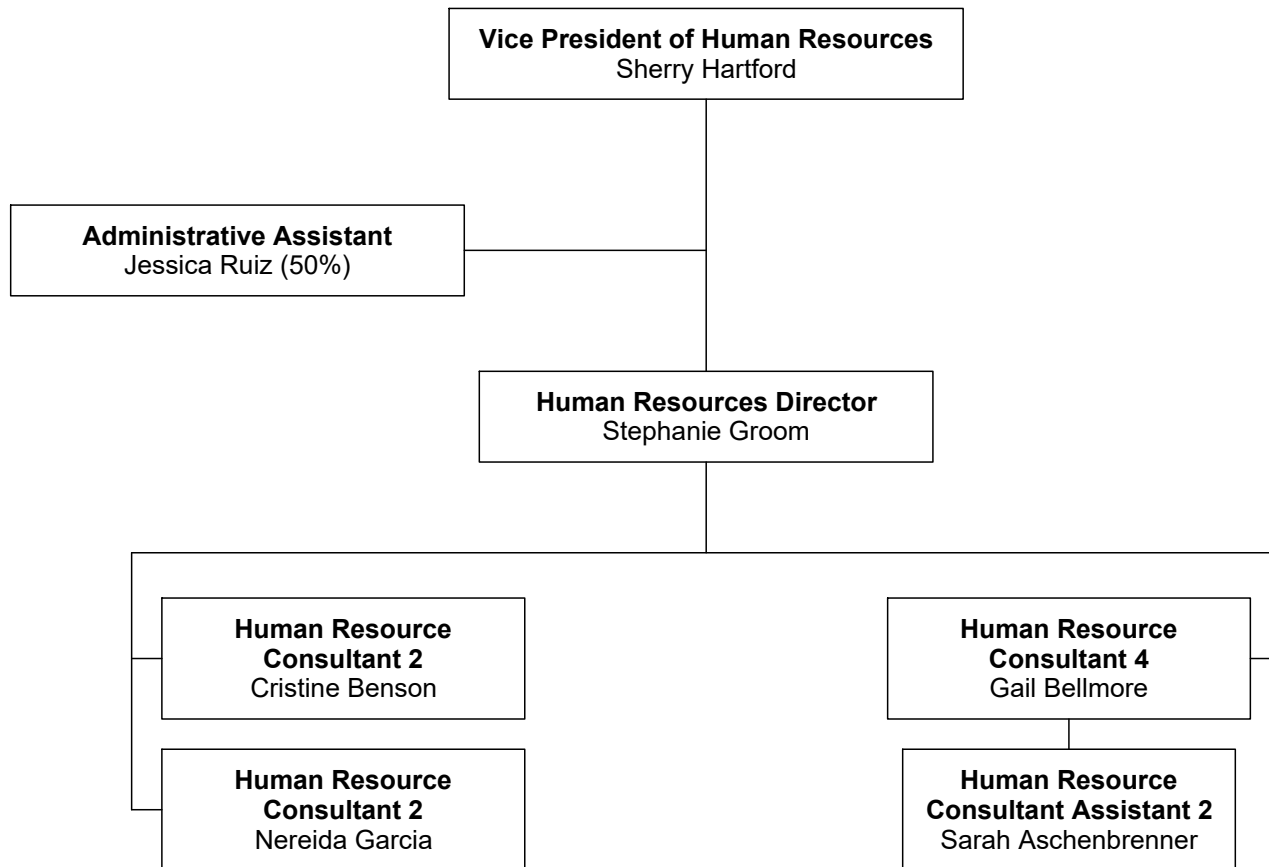 Vice President of Human Resources
Sherry Hartford
Administrative Assistant
Jessica Ruiz (50%)
Human Resources Director
Stephanie Groom
Human Resource
Consultant 2
Cristine Benson
Human Resource
Consultant 4
Gail Bellmore
Human Resource
Consultant 2
Nereida Garcia
Human Resource
Consultant Assistant 2
Sarah Aschenbrenner